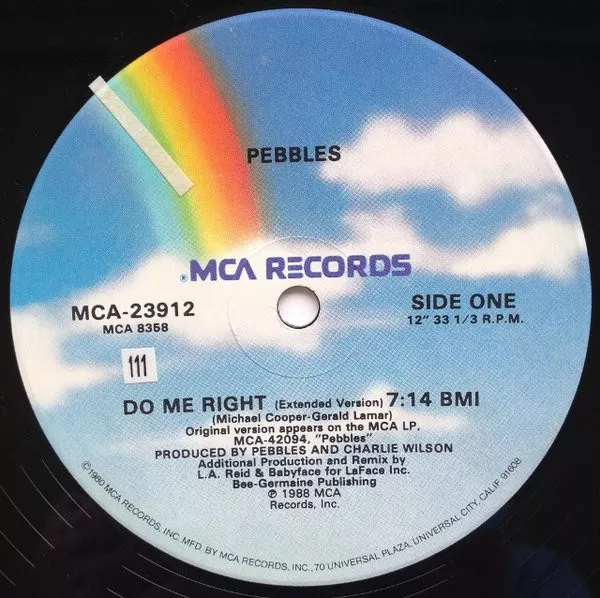 PEBBLES
®MCA RECORDS
MCA-23912
MCA 8358
SIDE ONE
12" 33 1/3 R.P.M.
111
DO ME RIGHT (Extended Version) 7:14 BMI
(Michael Cooper-Gerald Lamar)
Original version appears on the MCA LP,
MCA-42094, "Pebbles"
PRODUCED BY PEBBLES AND CHARLIE WILSON
Additional Production and Remix by
L.A. Reid & Babyface for LaFace Inc.
Bee-Germaine Publishing
℗ 1988 MCA
Records, Inc.
©1980 MCA RECORDS, INC. MFD. BY MCA RECORDS, INC., 70 UNIVERSAL PLAZA, UNIVERSAL CITY, CALIF. 91608